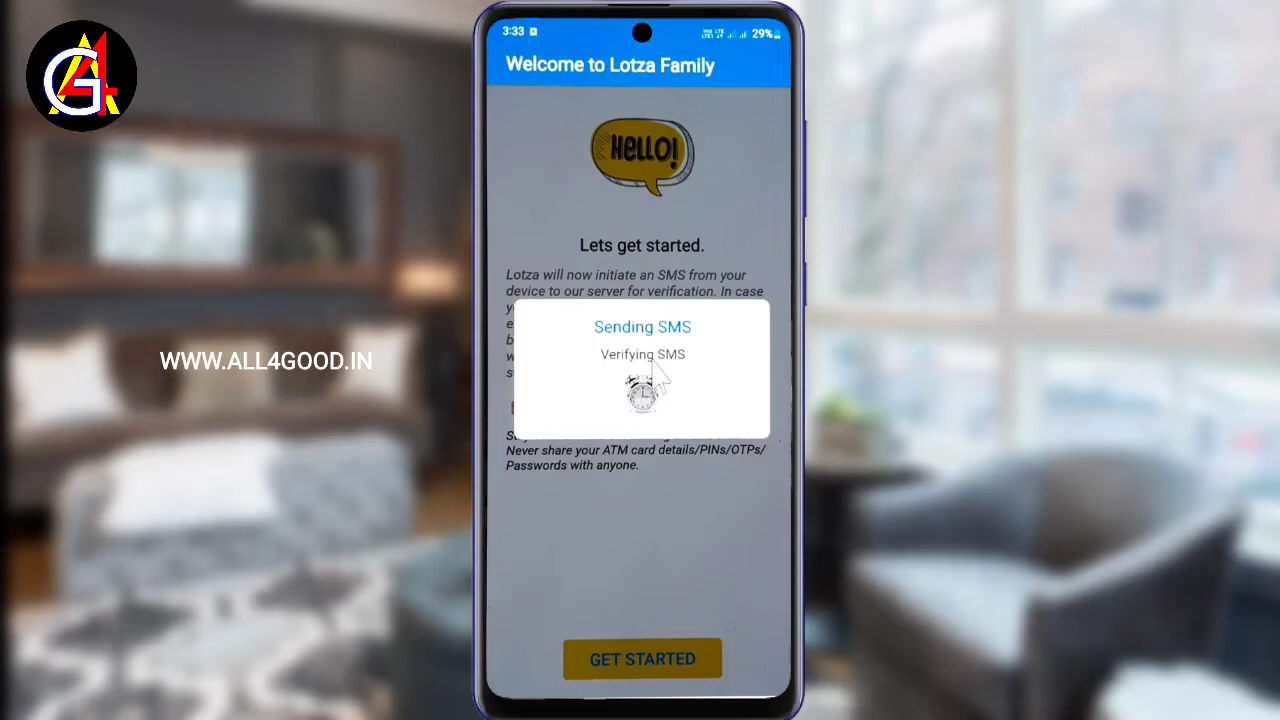 3:33
29%
Welcome to Lotza Family
HELLO!
Lets get started.
Lotza will now initiate an SMS from your
device to our server for verification. In case
Sending SMS
Verifying SMS
Never share your ATM card details/PINs/OTPs/
Passwords with anyone.
GET STARTED
WWW.ALL4GOOD.IN